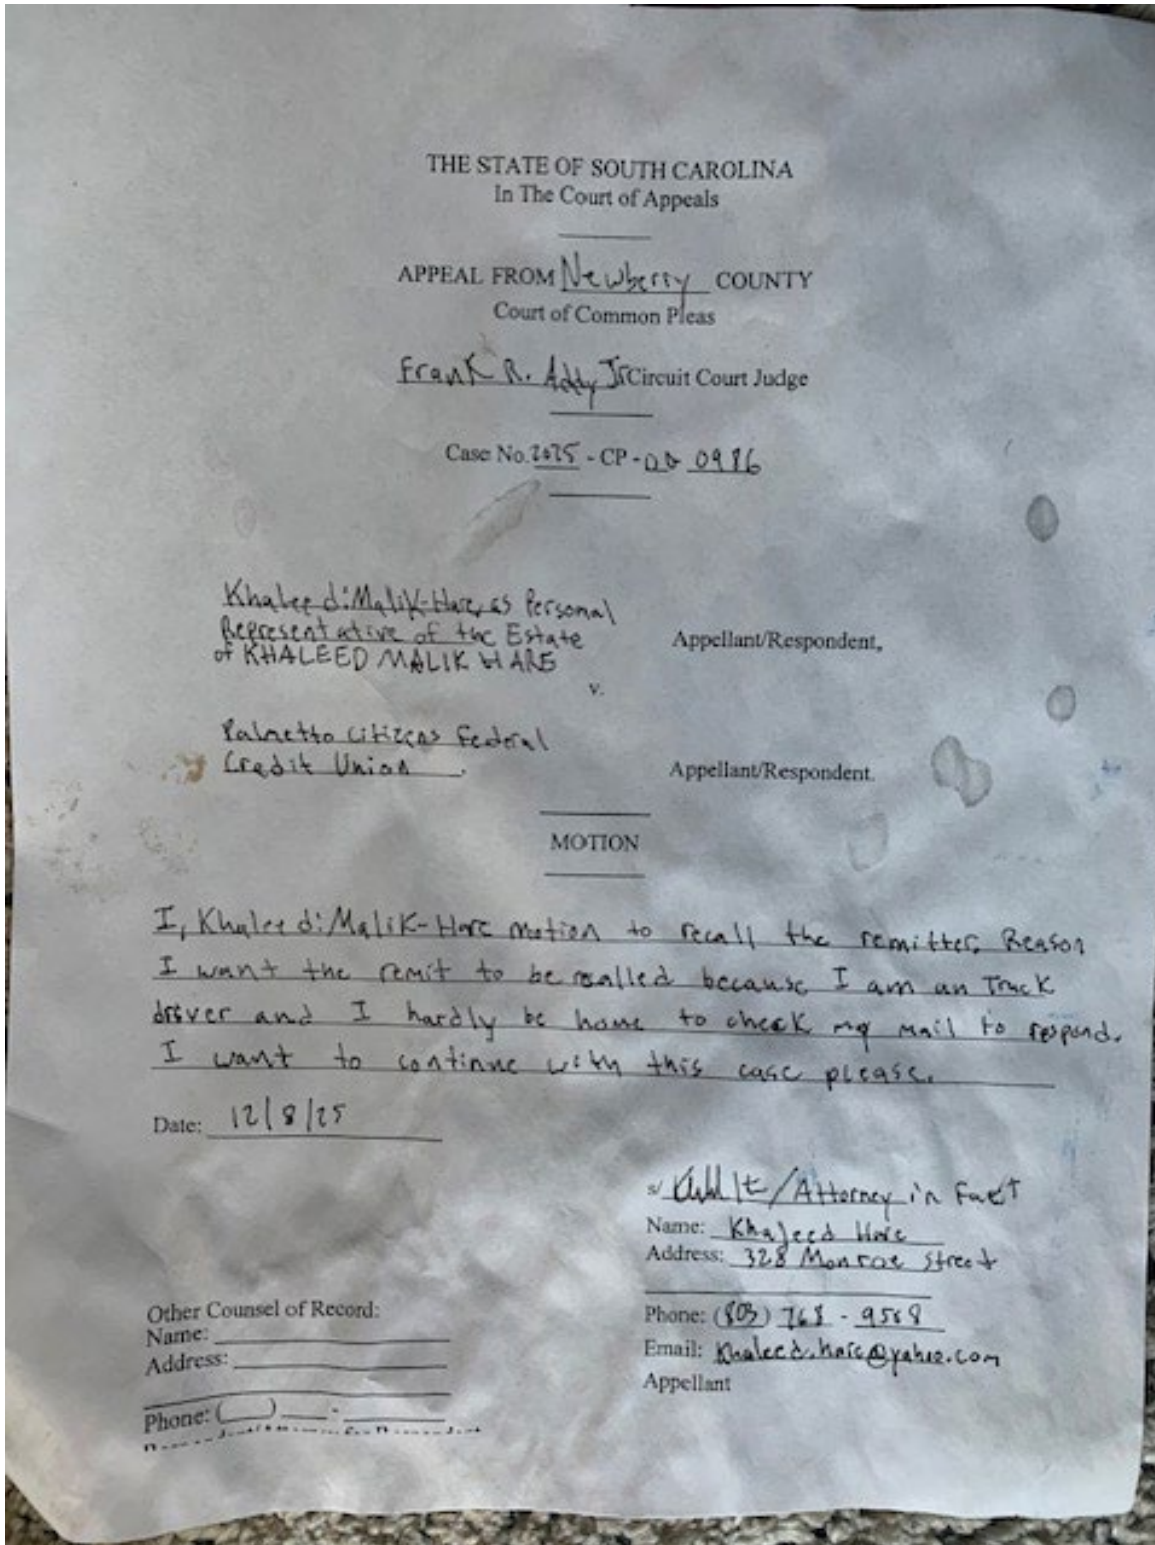 THE STATE OF SOUTH CAROLINA
In The Court of Appeals
APPEAL FROM Newberry COUNTY
Court of Common Pleas
Frank R. Addy Jr Circuit Court Judge
Case No. 2025 - CP - 0986
Khaleed:Malik-Hare, as Personal
Representative of the Estate
of KHALEED MALIK HARE
Appellant/Respondent,
v.
Palmetto Citizens Federal
Credit Union
Appellant/Respondent.
MOTION
I, Khaleed:Malik-Hare motion to recall the remitter. Reason
I want the remit to be recalled because I am an Truck
driver and I hardly be home to check my mail to respond.
I want to continue with this case please.
Date: 12/8/25
s/ /Attorney in Fact
Name: Khaleed Hare
Address: 328 Monroe Street
Phone: (803) 768 - 9568
Email: Khaleed.hare@yahoo.com
Appellant
Other Counsel of Record:
Name:
Address:
Phone: ( ) -